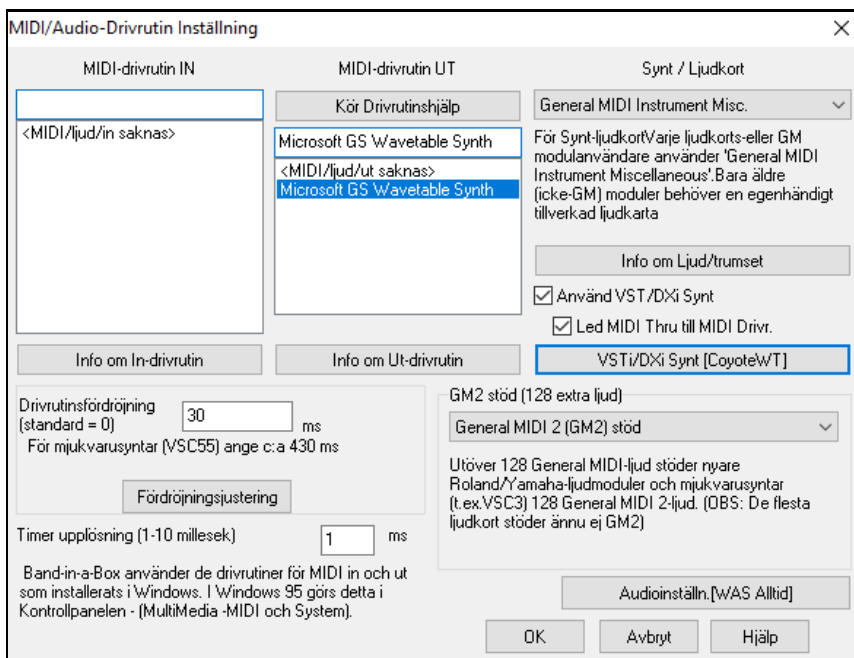 MIDI/Audio-Drivrutin Inställning
MIDI-drivrutin IN
<MIDI/ljud/in saknas>
Info om In-drivrutin
MIDI-drivrutin UT
Kör Drivrutinshjälp
Microsoft GS Wavetable Synth
<MIDI/ljud/ut saknas>
Microsoft GS Wavetable Synth
Info om Ut-drivrutin
Synt / Ljudkort
General MIDI Instrument Misc.
För Synt-ljudkortVarje ljudkorts-eller GM
modulanvändare använder 'General MIDI
Instrument Miscellaneous'.Bara äldre
(icke-GM) moduler behöver en egenhändigt
tillverkad ljudkarta
Info om Ljud/trumset
Använd VST/DXi Synt
Led MIDI Thru till MIDI Drivr.
VSTi/DXi Synt [CoyoteWT]
Drivrutinsfördröjning
(standard = 0)
30
ms
För mjukvarusyntar (VSC55) ange c:a 430 ms
Fördröjningsjustering
Timer upplösning (1-10 millesek)
1
ms
Band-in-a-Box använder de drivrutiner för MIDI in och ut
som installerats i Windows. I Windows 95 görs detta i
Kontrollpanelen - (MultiMedia -MIDI och System).
GM2 stöd (128 extra ljud)
General MIDI 2 (GM2) stöd
Utöver 128 General MIDI-ljud stöder nyare
Roland/Yamaha-ljudmoduler och mjukvarusyntar
(t.ex.VSC3) 128 General MIDI 2-ljud. (OBS: De flesta
ljudkort stöder ännu ej GM2)
Audioinställn.[WAS Alltid]
OK
Avbryt
Hjälp